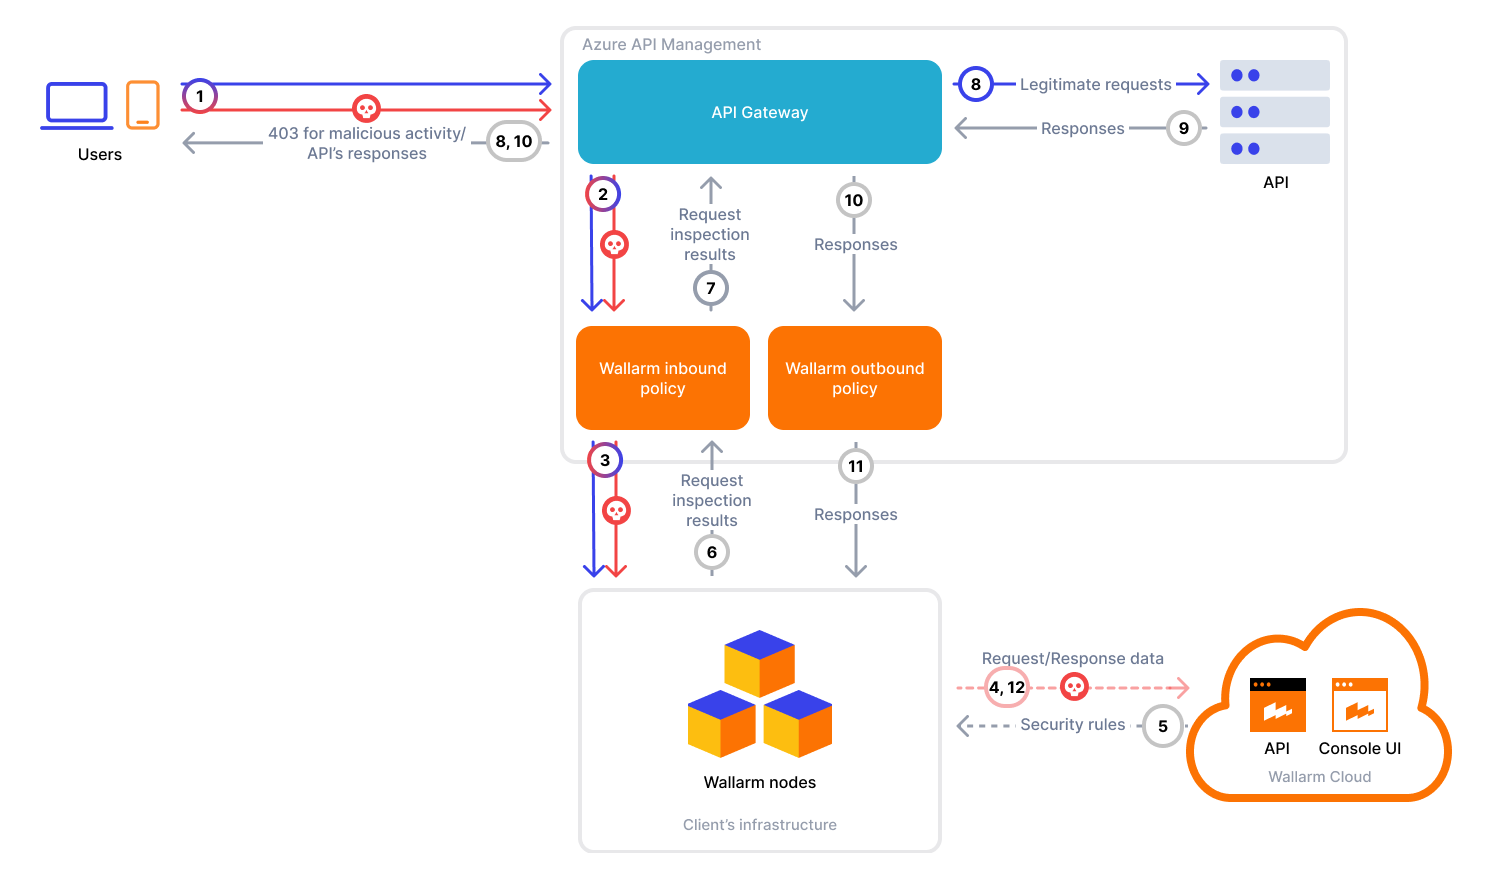 Azure API Management
1
403 for malicious activity/
API's responses
8, 10
Users
API Gateway
8
Legitimate requests
Responses
9
API
2
Request
inspection
results
7
10
Responses
Wallarm inbound
policy
Wallarm outbound
policy
3
Request
inspection
results
6
11
Responses
Wallarm nodes
Client's infrastructure
Request/Response data
4, 12
Security rules
5
API
Console UI
Wallarm Cloud